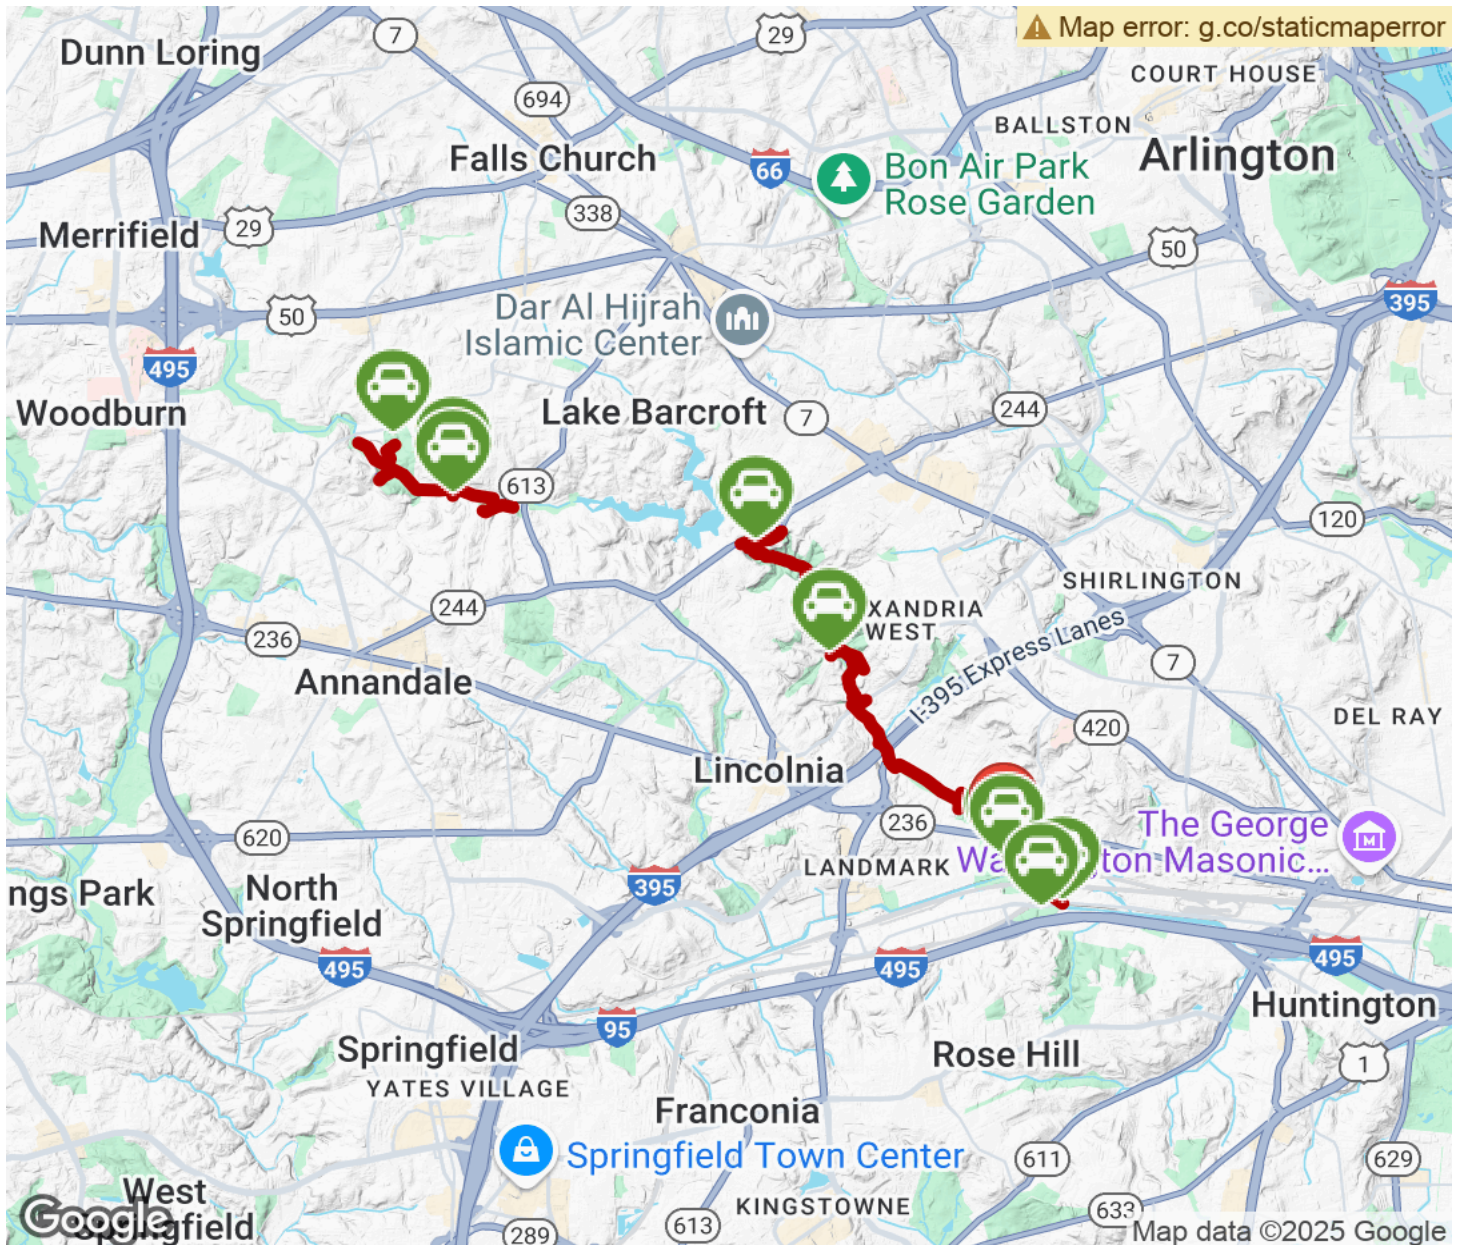 Map error: g.co/staticmaperror
Dunn Loring
7
29
COURT HOUSE
694
BALLSTON
Arlington
Falls Church
66
Bon Air Park
Rose Garden
338
29
Merrifield
50
50
395
Dar Al Hijrah
Islamic Center
495
Woodburn
Lake Barcroft
7
244
613
120
SHIRLINGTON
XANDRIA
WEST
244
236
I-395 Express Lanes
7
Annandale
420
DEL RAY
Lincolnia
236
620
The George
Wa ton Masonic...
LANDMARK
395
ngs Park
North
Springfield
495
495
495
Huntington
95
Springfield
Rose Hill
1
YATES VILLAGE
Franconia
Springfield Town Center
611
629
West
Springfield
KINGSTOWNE
633
613
289
Google
Map data ©2025 Google